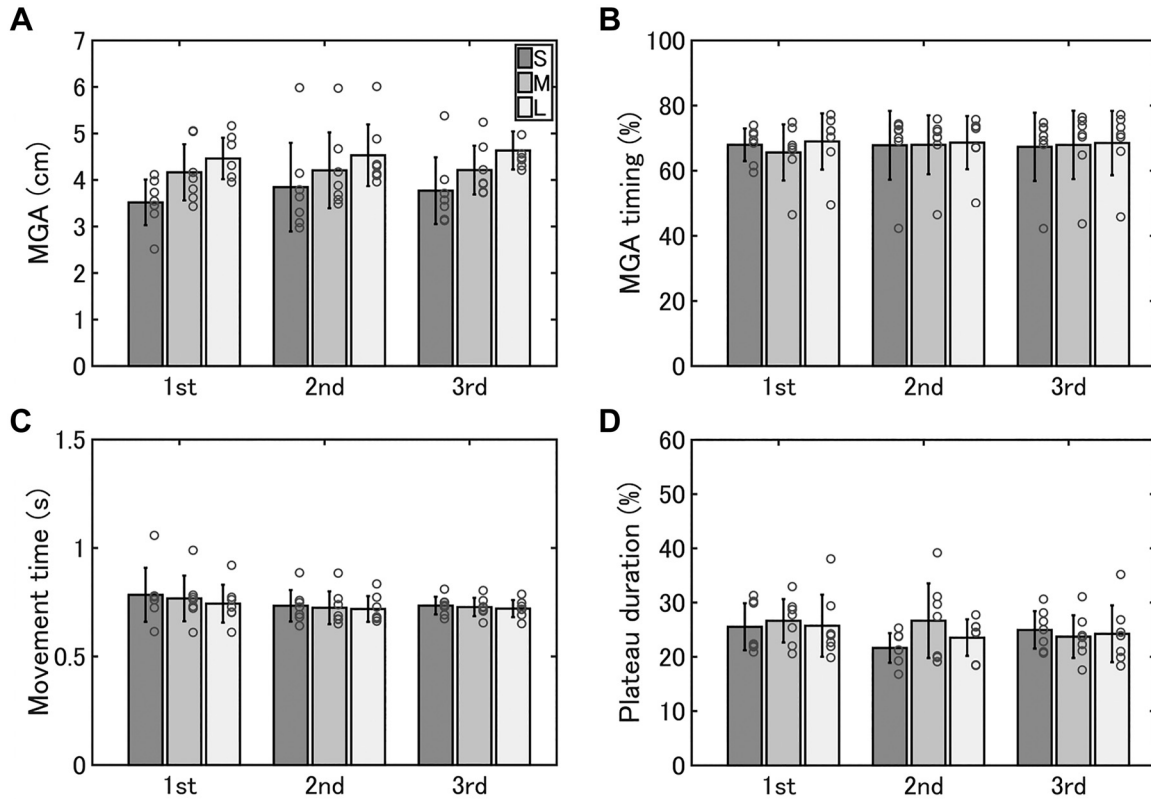 A
7
6
5
4
3
2
1
0
MGA (cm)
S
M
L
1st 2nd 3rd
B
100
80
60
40
20
0
MGA timing (%)
1st 2nd 3rd
C
1.5
1
0.5
0
Movement time (s)
1st 2nd 3rd
D
60
50
40
30
20
10
0
Plateau duration (%)
1st 2nd 3rd